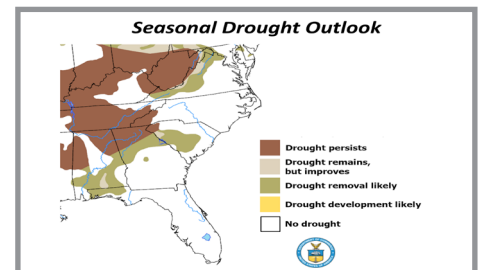 Seasonal Drought Outlook
Drought persists
Drought remains,
but improves
Drought removal likely
Drought development likely
No drought